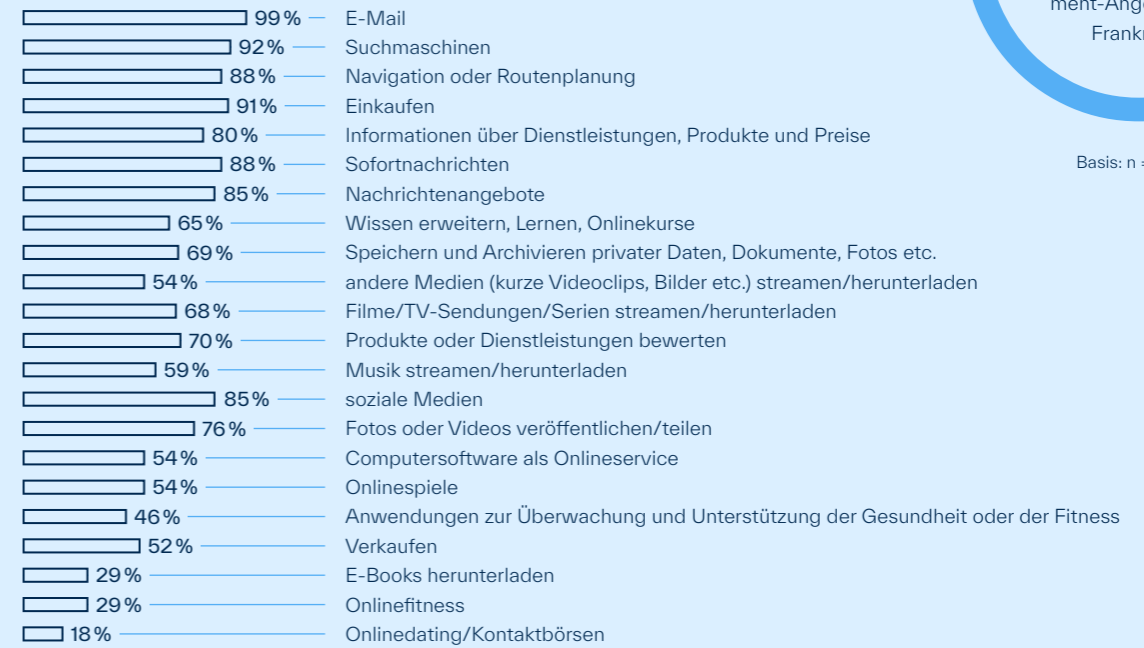 99 % E-Mail
92 % Suchmaschinen
88 % Navigation oder Routenplanung
91 % Einkaufen
80 % Informationen über Dienstleistungen, Produkte und Preise
88 % Sofortnachrichten
85 % Nachrichtenangebote
65 % Wissen erweitern, Lernen, Onlinekurse
69 % Speichern und Archivieren privater Daten, Dokumente, Fotos etc.
54 % andere Medien (kurze Videoclips, Bilder etc.) streamen/herunterladen
68 % Filme/TV-Sendungen/Serien streamen/herunterladen
70 % Produkte oder Dienstleistungen bewerten
59 % Musik streamen/herunterladen
85 % soziale Medien
76 % Fotos oder Videos veröffentlichen/teilen
54 % Computersoftware als Onlineservice
54 % Onlinespiele
46 % Anwendungen zur Überwachung und Unterstützung der Gesundheit oder der Fitness
52 % Verkaufen
29 % E-Books herunterladen
29 % Onlinefitness
18 % Onlinedating/Kontaktbörsen
Basis: n =